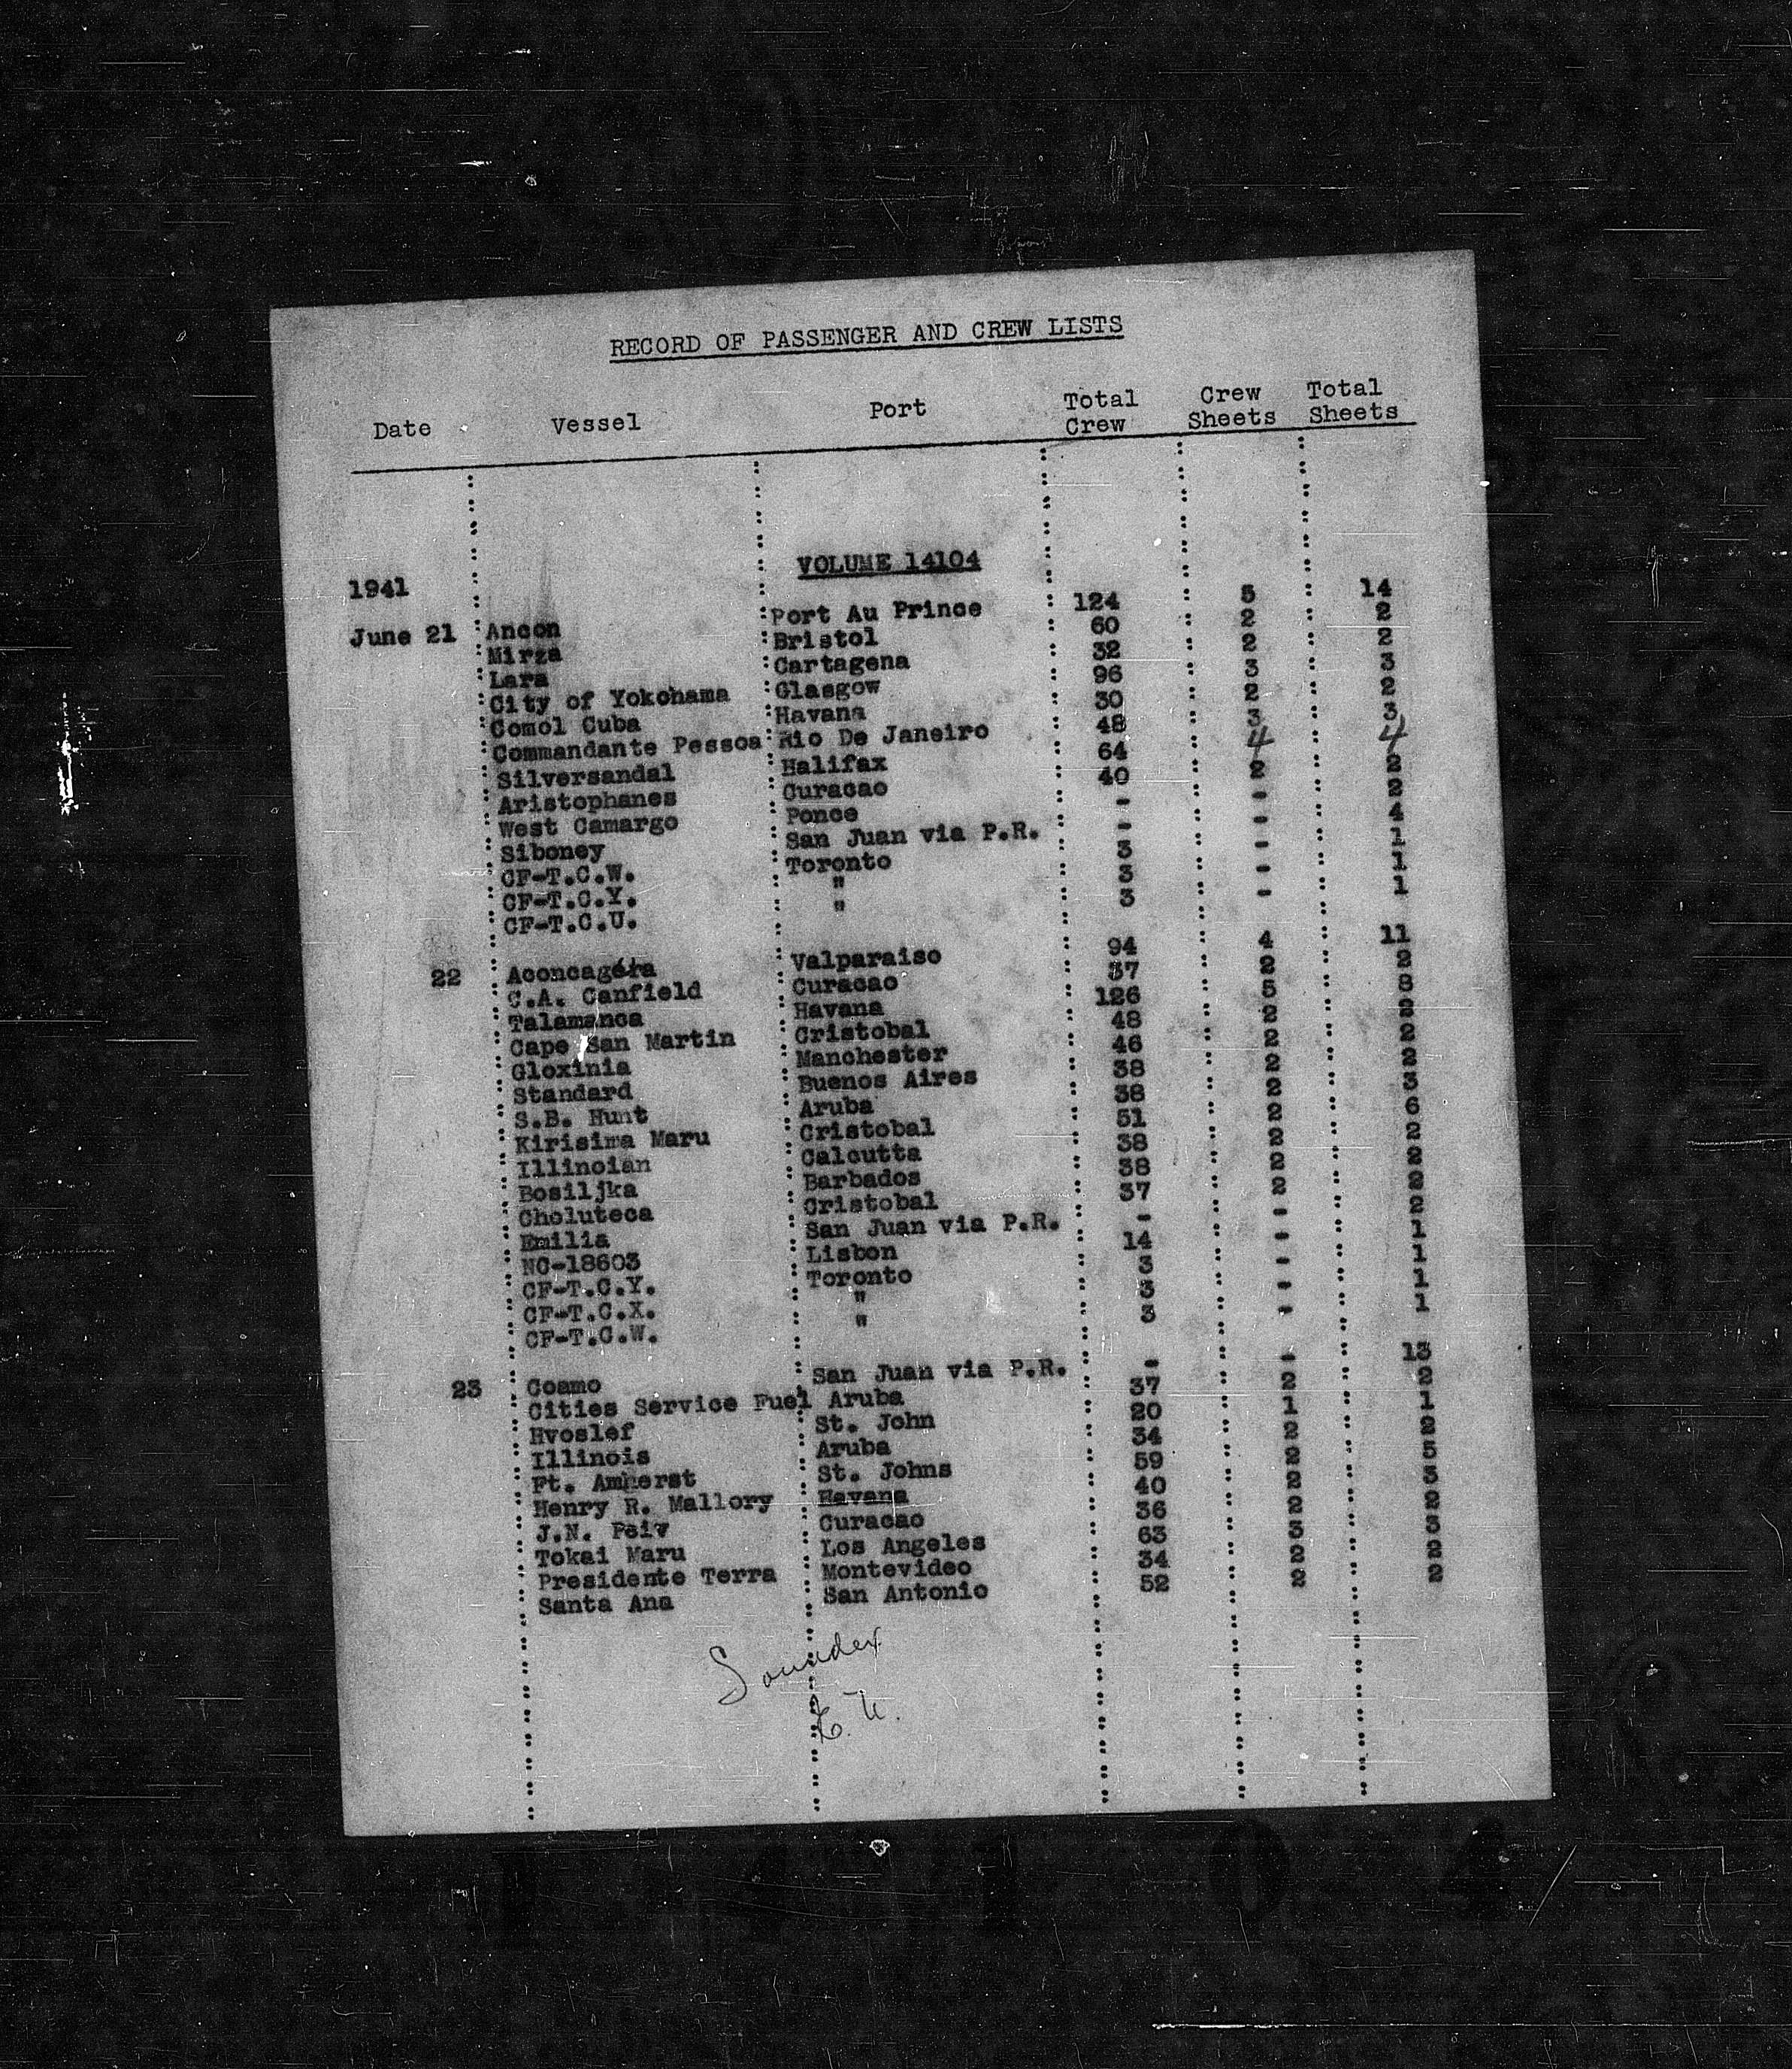 RECORD OF PASSENGER AND CREW LISTS
Date Vessel Port Total Crew Crew Sheets Total Sheets
VOLUME 14104
1941
June 21 Ancon Port Au Prince 124 5 14
Mirza Bristol 60 2 2
Lara Cartagena 32 2 2
City of Yokohama Glasgow 96 3 3
Comol Cuba Havana 30 2 2
Commandante Pessoa Rio De Janeiro 48 3 3
Silversandal Halifax 64 4 4
Aristophanes Curacao 40 2 2
West Camargo Ponce - - 2
Siboney San Juan via P.R. - - 4
CF-T.C.W. Toronto 3 - 1
CF-T.C.Y. " 3 - 1
CF-T.C.U. " 3 - 1
22 Aconcagua Valparaiso 94 4 11
C.A. Canfield Curacao 37 2 2
Talamanca Havana 126 5 8
Cape San Martin Cristobal 48 2 2
Gloxinia Manchester 46 2 2
Standard Buenos Aires 38 2 2
S.B. Hunt Aruba 38 2 3
Kirisima Maru Cristobal 51 2 6
Illinoian Calcutta 38 2 2
Bosiljka Barbados 38 2 2
Choluteca Cristobal 37 2 2
Emilia San Juan via P.R. - - 2
NC-18603 Lisbon 14 - 1
CF-T.C.Y. Toronto 3 - 1
CF-T.C.X. " 3 - 1
CF-T.C.W. " 3 - 1
23 Coamo San Juan via P.R. - - 13
Cities Service Fuel Aruba 37 2 2
Hvoslef St. John 20 1 1
Illinois Aruba 34 2 2
Ft. Amherst St. Johns 59 2 5
Henry R. Mallory Havana 40 2 3
J.N. Peiv Curacao 36 2 2
Tokai Maru Los Angeles 63 3 3
Presidente Terra Montevideo 34 2 2
Santa Ana San Antonio 52 2 2
Soundex
14104